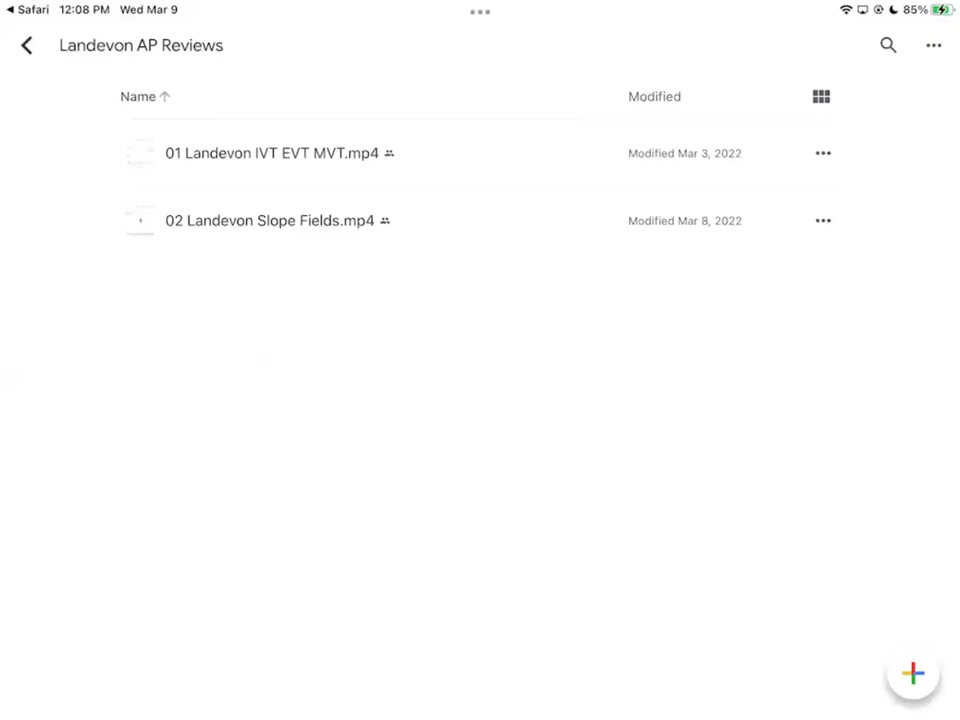 Safari 12:08 PM Wed Mar 9 85%
Landevon AP Reviews
Name Modified
01 Landevon IVT EVT MVT.mp4 Modified Mar 3, 2022
02 Landevon Slope Fields.mp4 Modified Mar 8, 2022